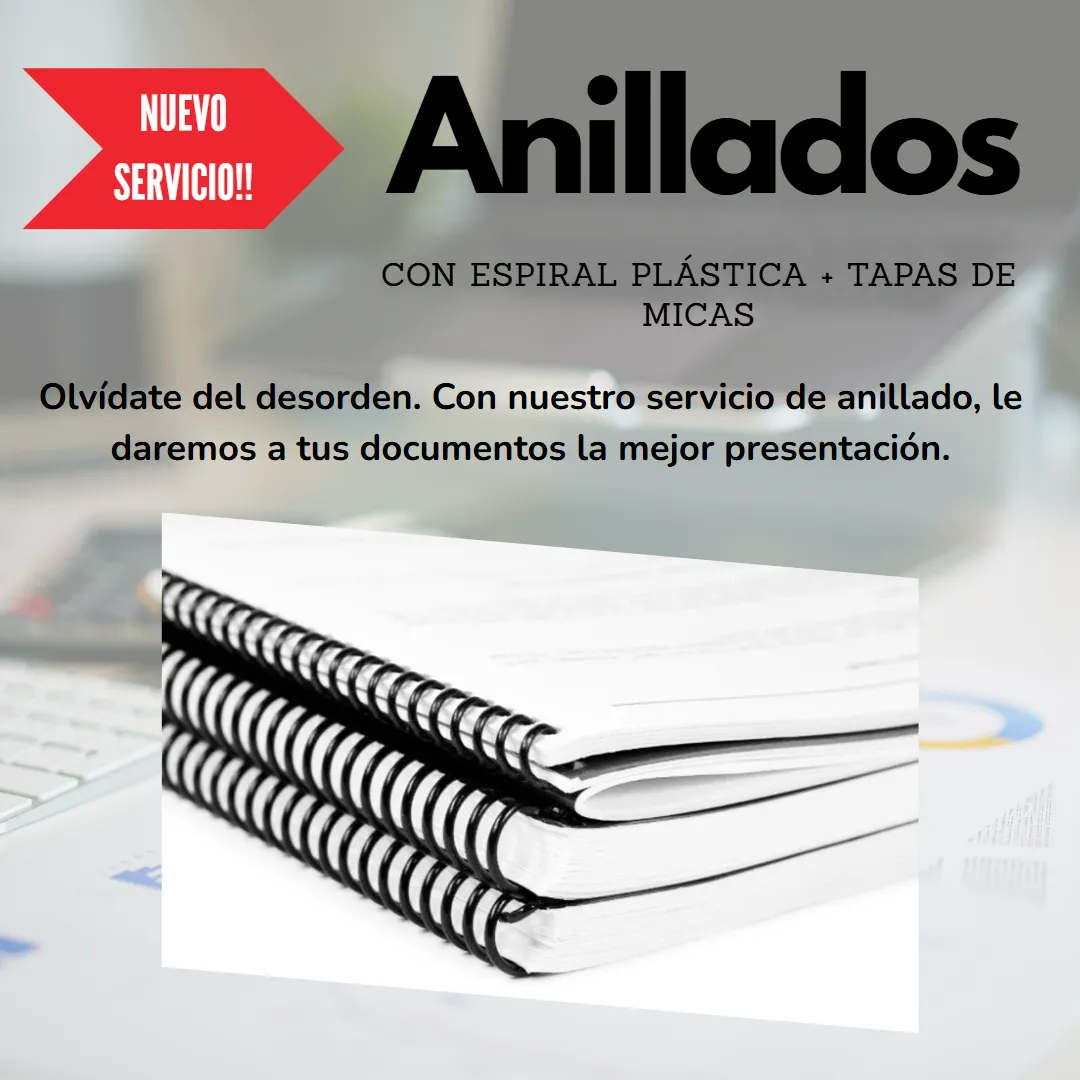 NUEVO
SERVICIO!!
Anillados
CON ESPIRAL PLÁSTICA + TAPAS DE
MICAS
Olvídate del desorden. Con nuestro servicio de anillado, le
daremos a tus documentos la mejor presentación.